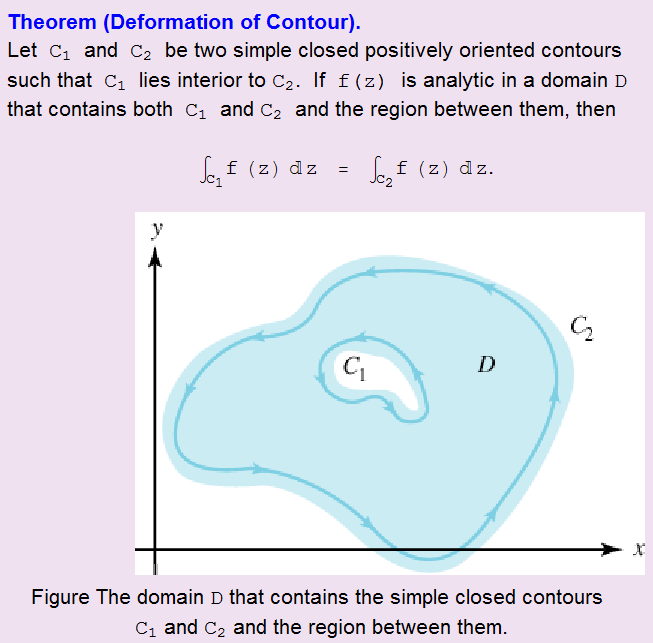 Theorem (Deformation of Contour).
Let C₁ and C₂ be two simple closed positively oriented contours
such that C₁ lies interior to C₂. If f(z) is analytic in a domain D
that contains both C₁ and C₂ and the region between them, then
∫C₁ f (z) dz = ∫C₂ f (z) dz.
y
C₂
C₁
D
x
Figure The domain D that contains the simple closed contours
C₁ and C₂ and the region between them.